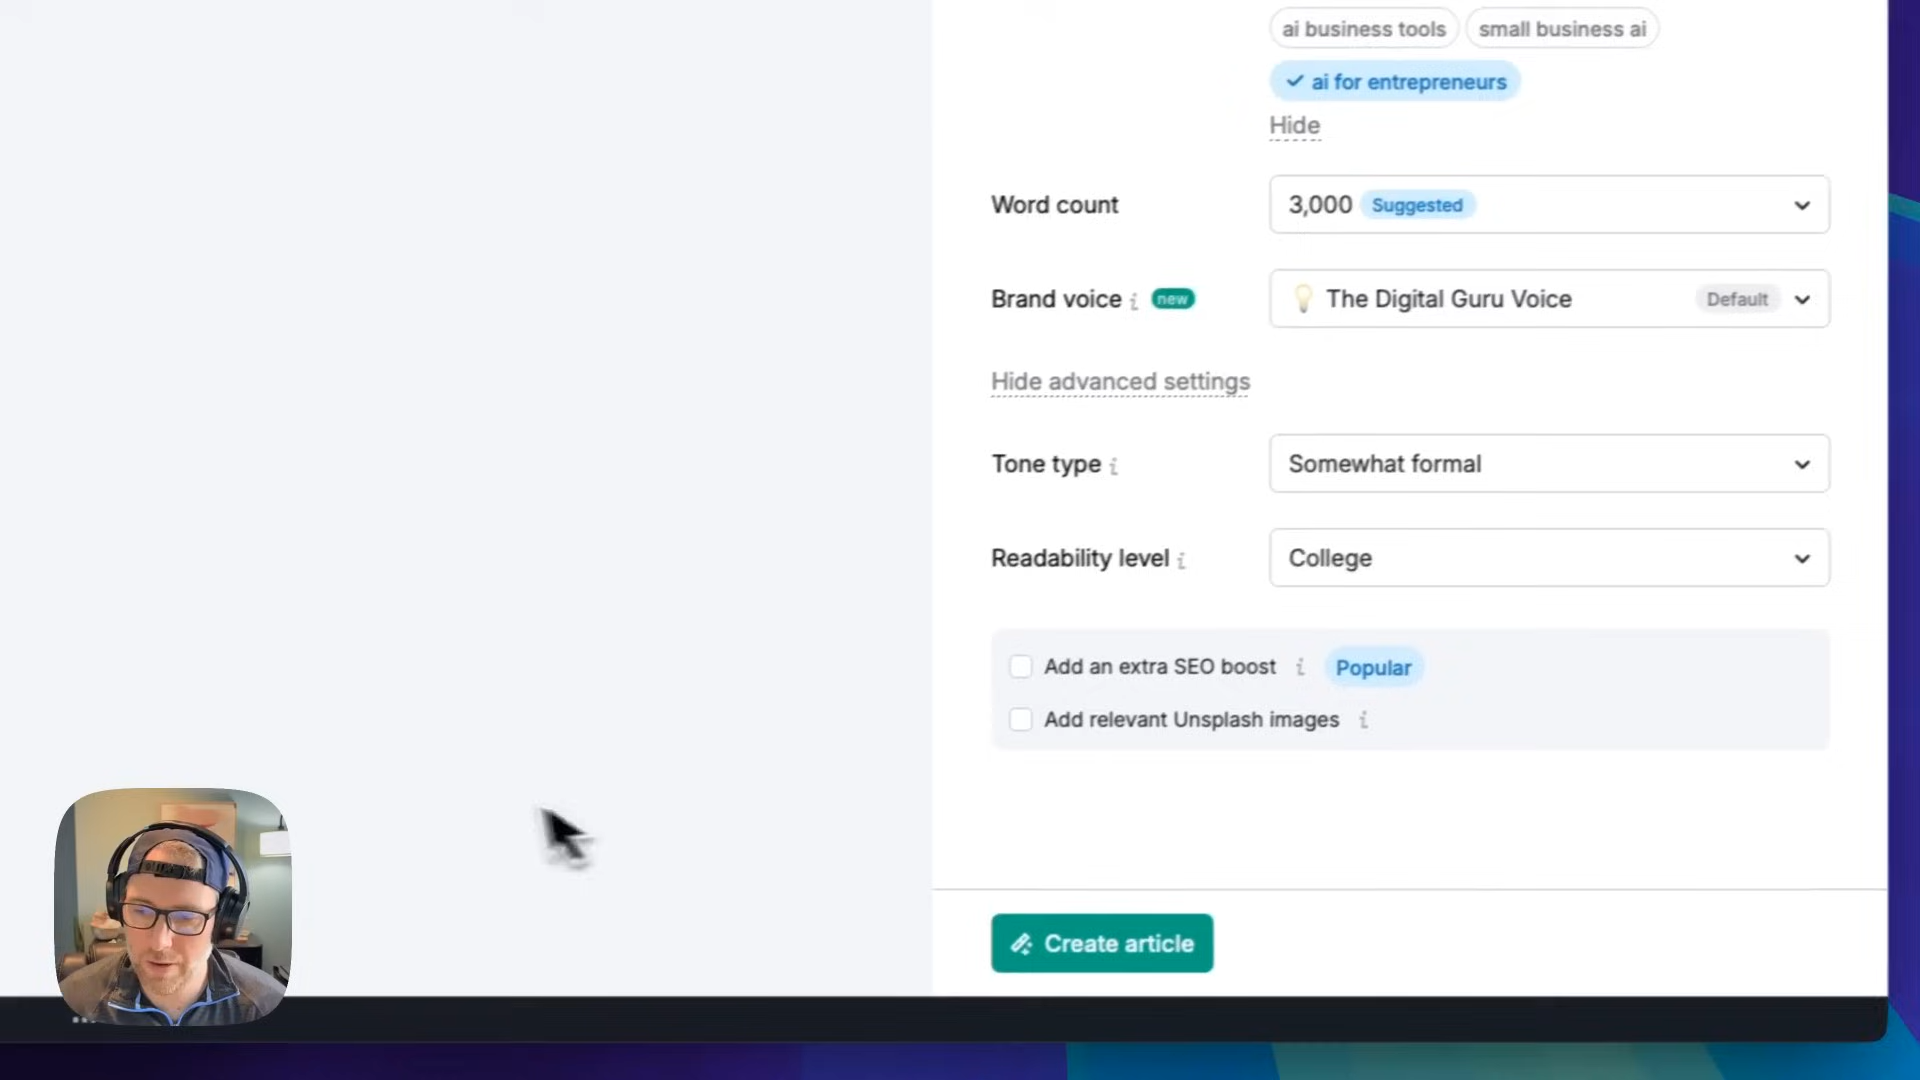 ai business tools small business ai
ai for entrepreneurs
Hide
Word count 3,000 Suggested
Brand voice i new The Digital Guru Voice Default
Hide advanced settings
Tone type i Somewhat formal
Readability level i College
Add an extra SEO boost i Popular
Add relevant Unsplash images i
Create article